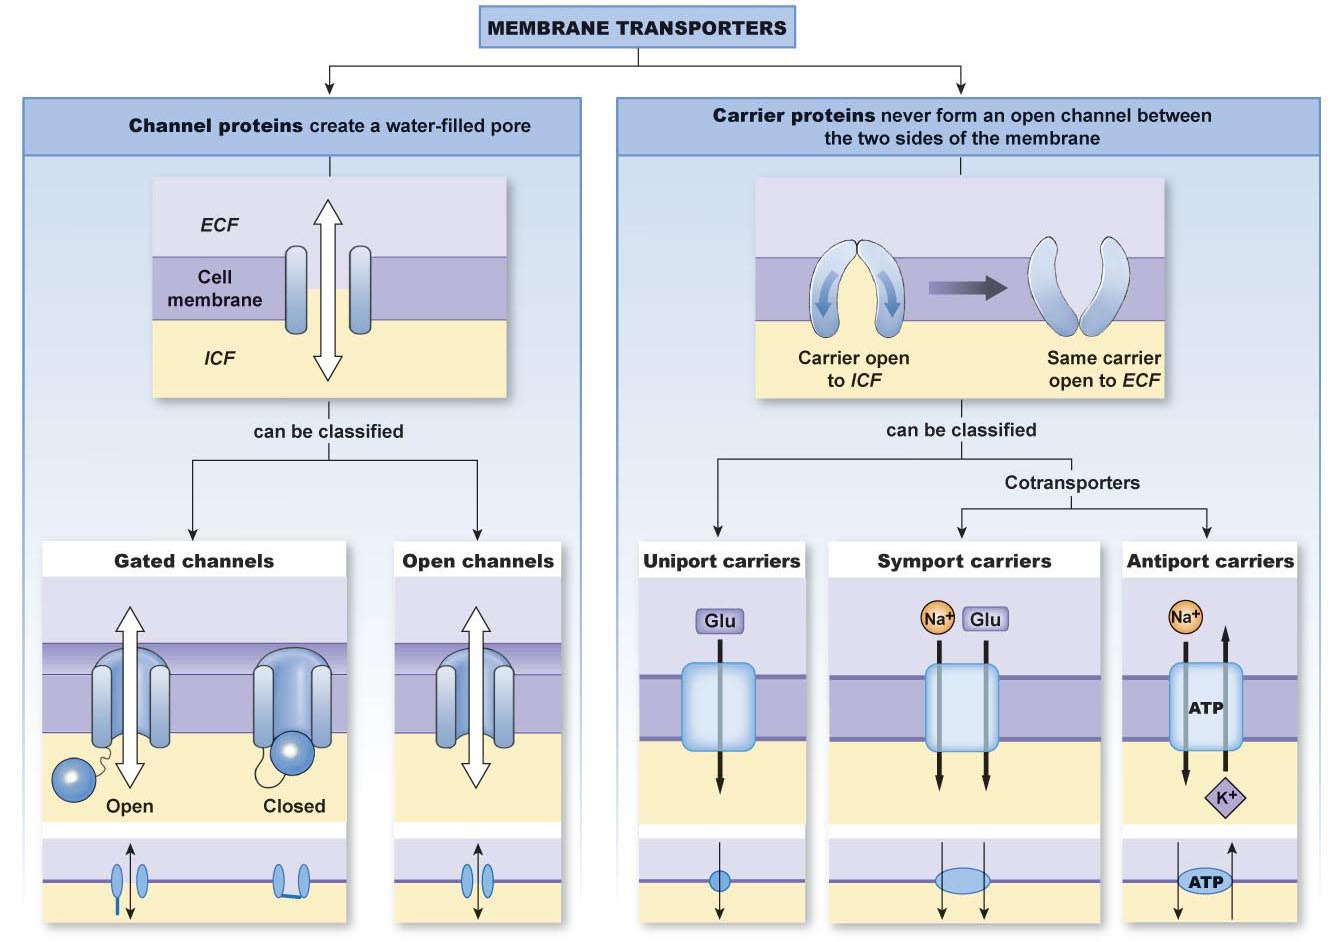 MEMBRANE TRANSPORTERS
Channel proteins create a water-filled pore
ECF
Cell
membrane
ICF
can be classified
Gated channels
Open
Closed
Open channels
Carrier proteins never form an open channel between
the two sides of the membrane
Carrier open
to ICF
Same carrier
open to ECF
can be classified
Cotransporters
Uniport carriers
Glu
Symport carriers
Na+ Glu
Antiport carriers
Na+
ATP
K+
ATP